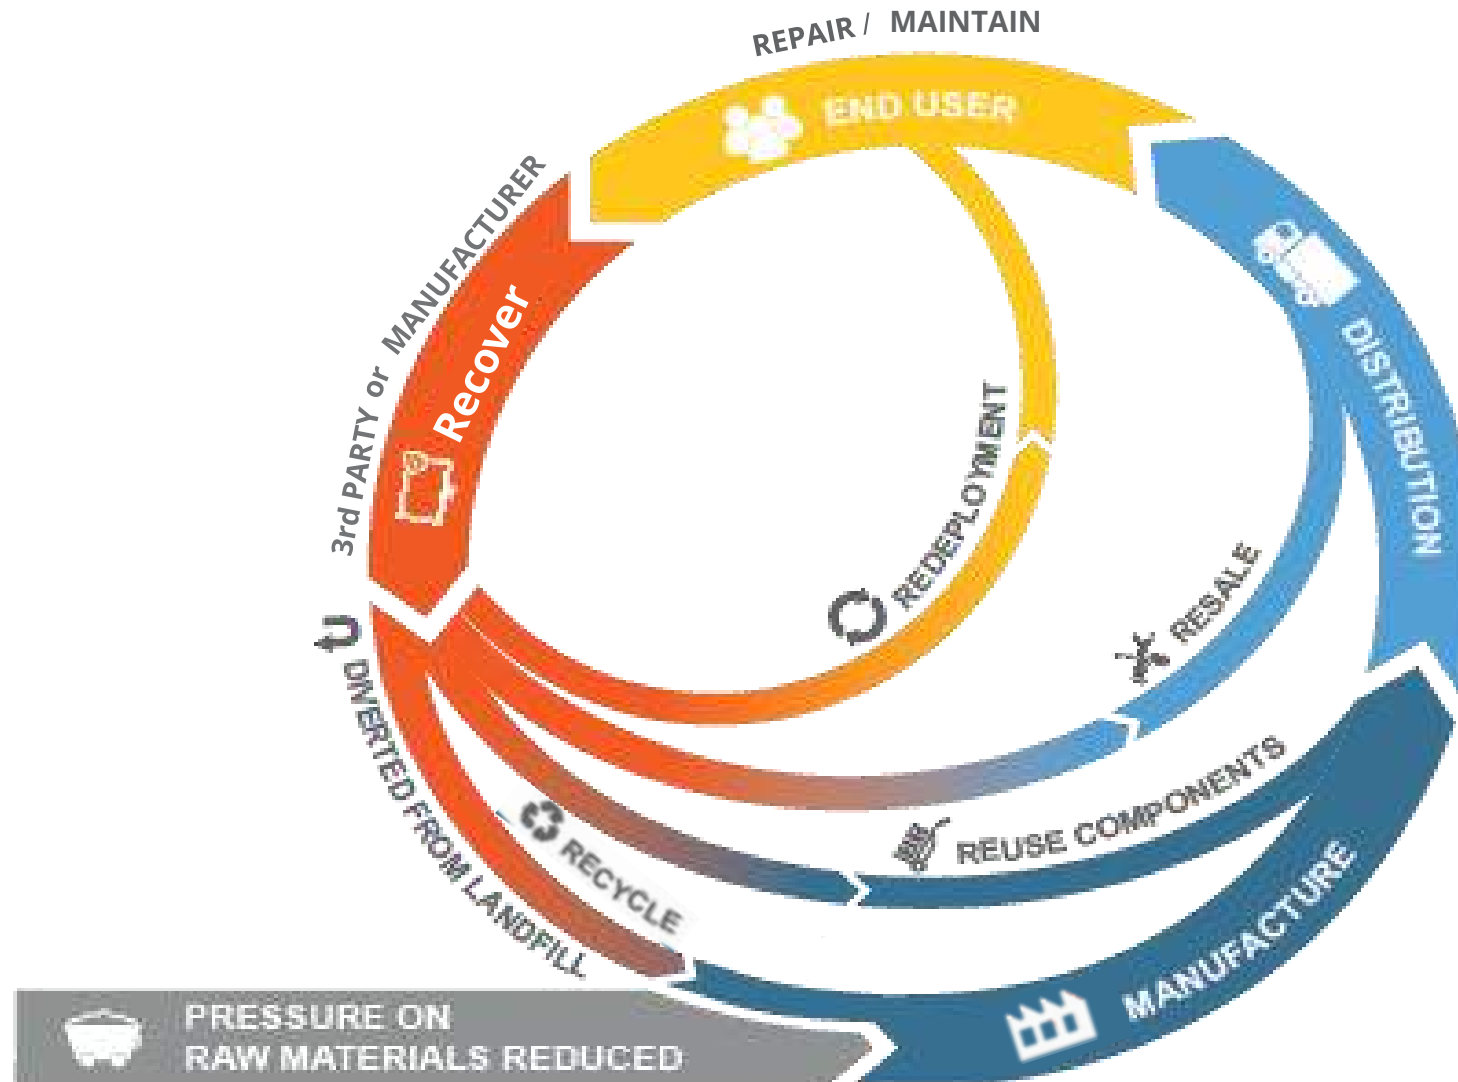 REPAIR / MAINTAIN
END USER
3rd PARTY or MANUFACTURER
Recover
DISTRIBUTION
REDEPLOYMENT
RESALE
REUSE COMPONENTS
RECYCLE
DIVERTED FROM LANDFILL
MANUFACTURE
PRESSURE ON
RAW MATERIALS REDUCED